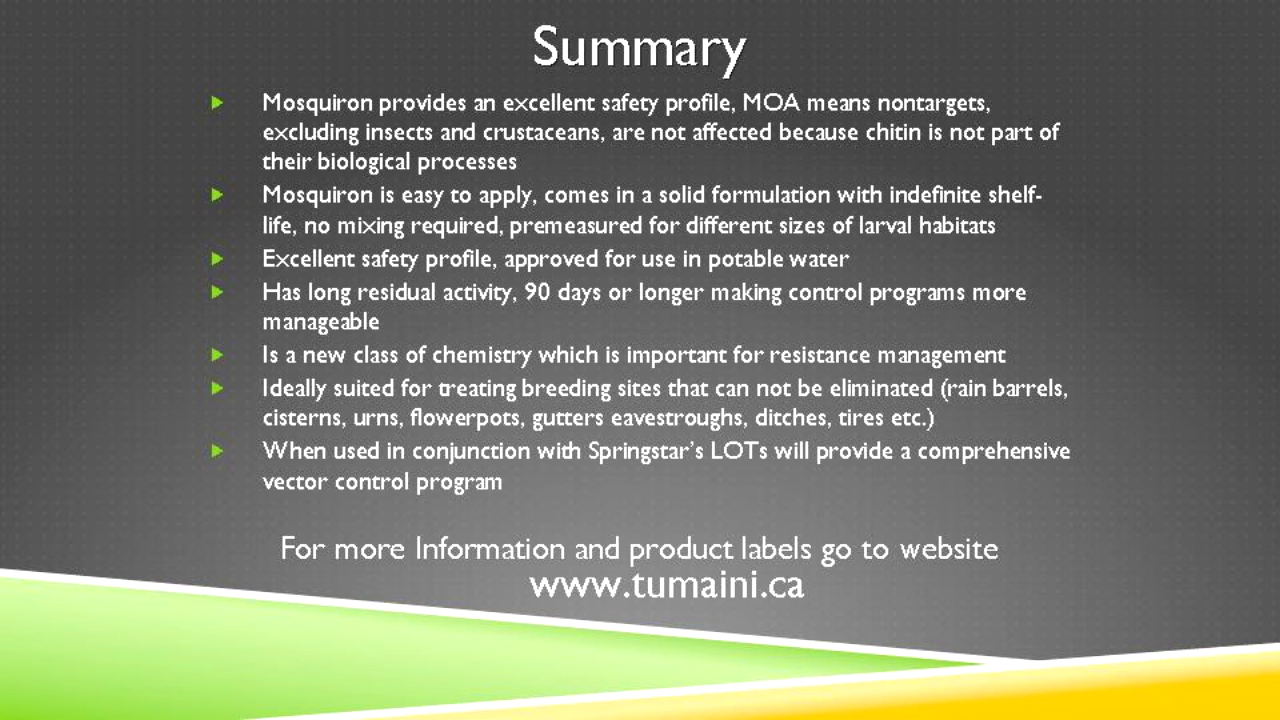 Summary
Mosquiron provides an excellent safety profile, MOA means nontargets,
excluding insects and crustaceans, are not affected because chitin is not part of
their biological processes
Mosquiron is easy to apply, comes in a solid formulation with indefinite shelf-
life, no mixing required, premeasured for different sizes of larval habitats
Excellent safety profile, approved for use in potable water
Has long residual activity, 90 days or longer making control programs more
manageable
Is a new class of chemistry which is important for resistance management
Ideally suited for treating breeding sites that can not be eliminated (rain barrels,
cisterns, urns, flowerpots, gutters eavestroughs, ditches, tires etc.)
When used in conjunction with Springstar's LOTs will provide a comprehensive
vector control program
For more Information and product labels go to website
www.tumaini.ca